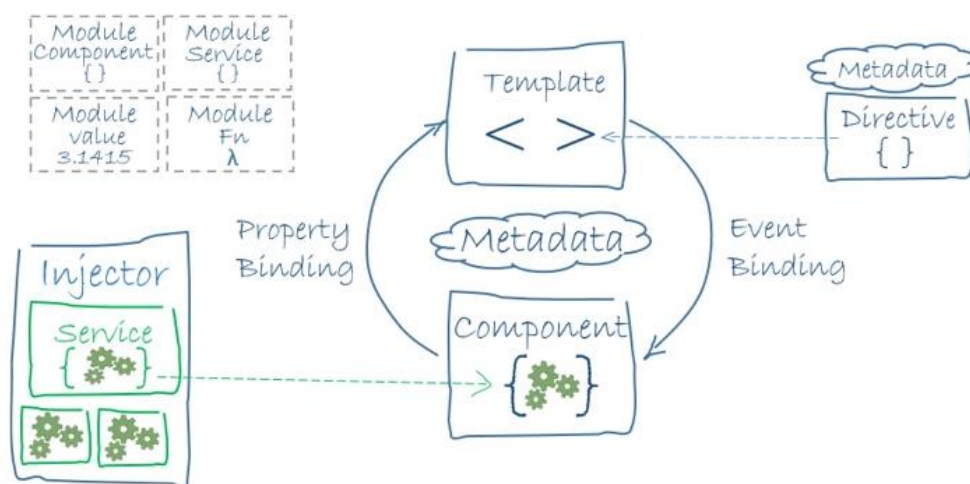 Module
Component
{ }
Module
Service
{ }
Module
value
3.1415
Module
Fn
λ
Template
< >
Metadata
Directive
{ }
Property
Binding
Metadata
Event
Binding
Injector
Service
{ }
Component
{ }